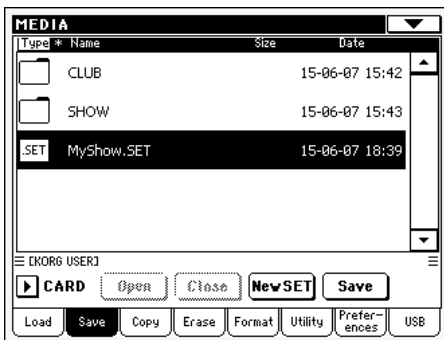 MEDIA
Type * Name Size Date
CLUB 15-06-07 15:42
SHOW 15-06-07 15:43
.SET MyShow.SET 15-06-07 18:39
[KORG USER]
CARD Open Close New SET Save
Load Save Copy Erase Format Utility Prefer-
ences USB